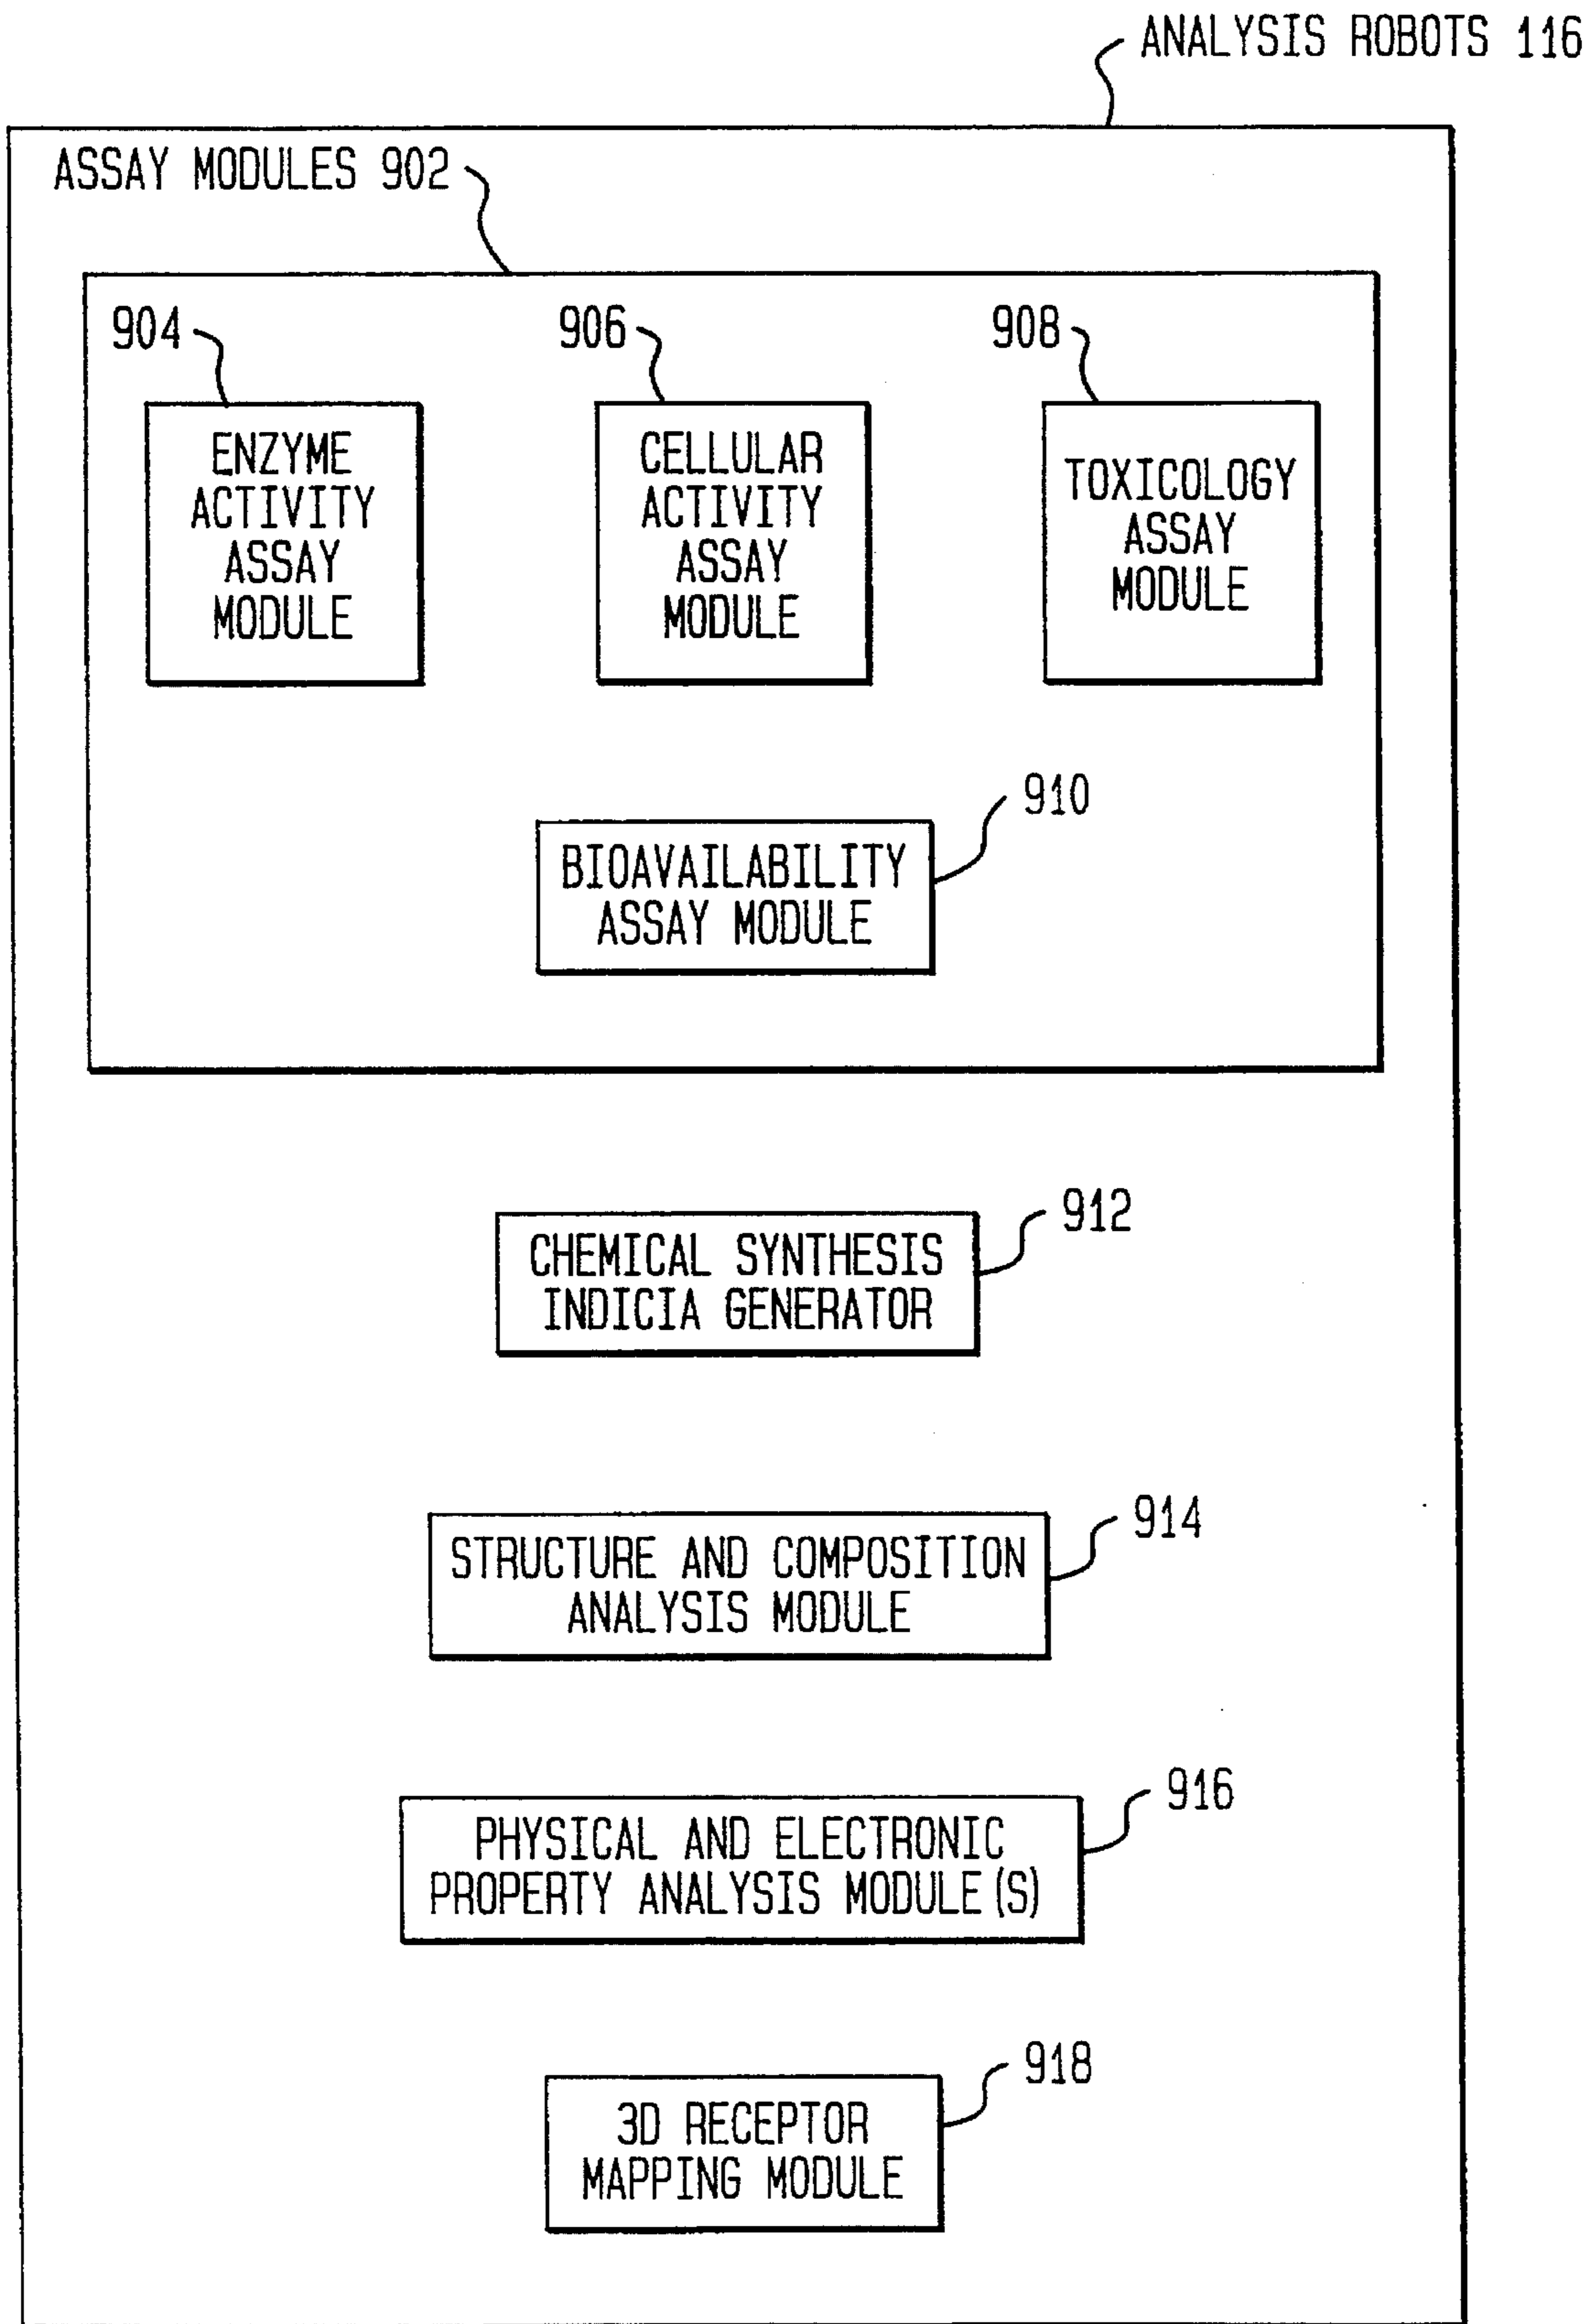 ANALYSIS ROBOTS 116
ASSAY MODULES 902
904
906
908
ENZYME
ACTIVITY
ASSAY
MODULE
CELLULAR
ACTIVITY
ASSAY
MODULE
TOXICOLOGY
ASSAY
MODULE
910
BIOAVAILABILITY
ASSAY MODULE
912
CHEMICAL SYNTHESIS
INDICIA GENERATOR
914
STRUCTURE AND COMPOSITION
ANALYSIS MODULE
916
PHYSICAL AND ELECTRONIC
PROPERTY ANALYSIS MODULE(S)
918
3D RECEPTOR
MAPPING MODULE